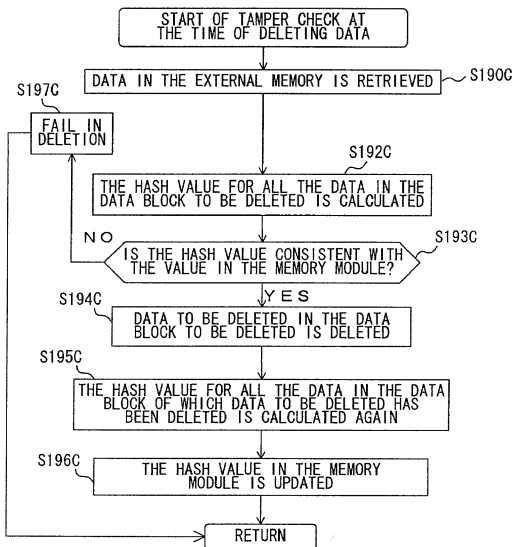 START OF TAMPER CHECK AT
THE TIME OF DELETING DATA
S190C
DATA IN THE EXTERNAL MEMORY IS RETRIEVED
S197C
FAIL IN
DELETION
S192C
THE HASH VALUE FOR ALL THE DATA IN THE
DATA BLOCK TO BE DELETED IS CALCULATED
S193C
NO
IS THE HASH VALUE CONSISTENT WITH
THE VALUE IN THE MEMORY MODULE?
YES
S194C
DATA TO BE DELETED IN THE DATA
BLOCK TO BE DELETED IS DELETED
S195C
THE HASH VALUE FOR ALL THE DATA IN THE DATA
BLOCK OF WHICH DATA TO BE DELETED HAS
BEEN DELETED IS CALCULATED AGAIN
S196C
THE HASH VALUE IN THE MEMORY
MODULE IS UPDATED
RETURN